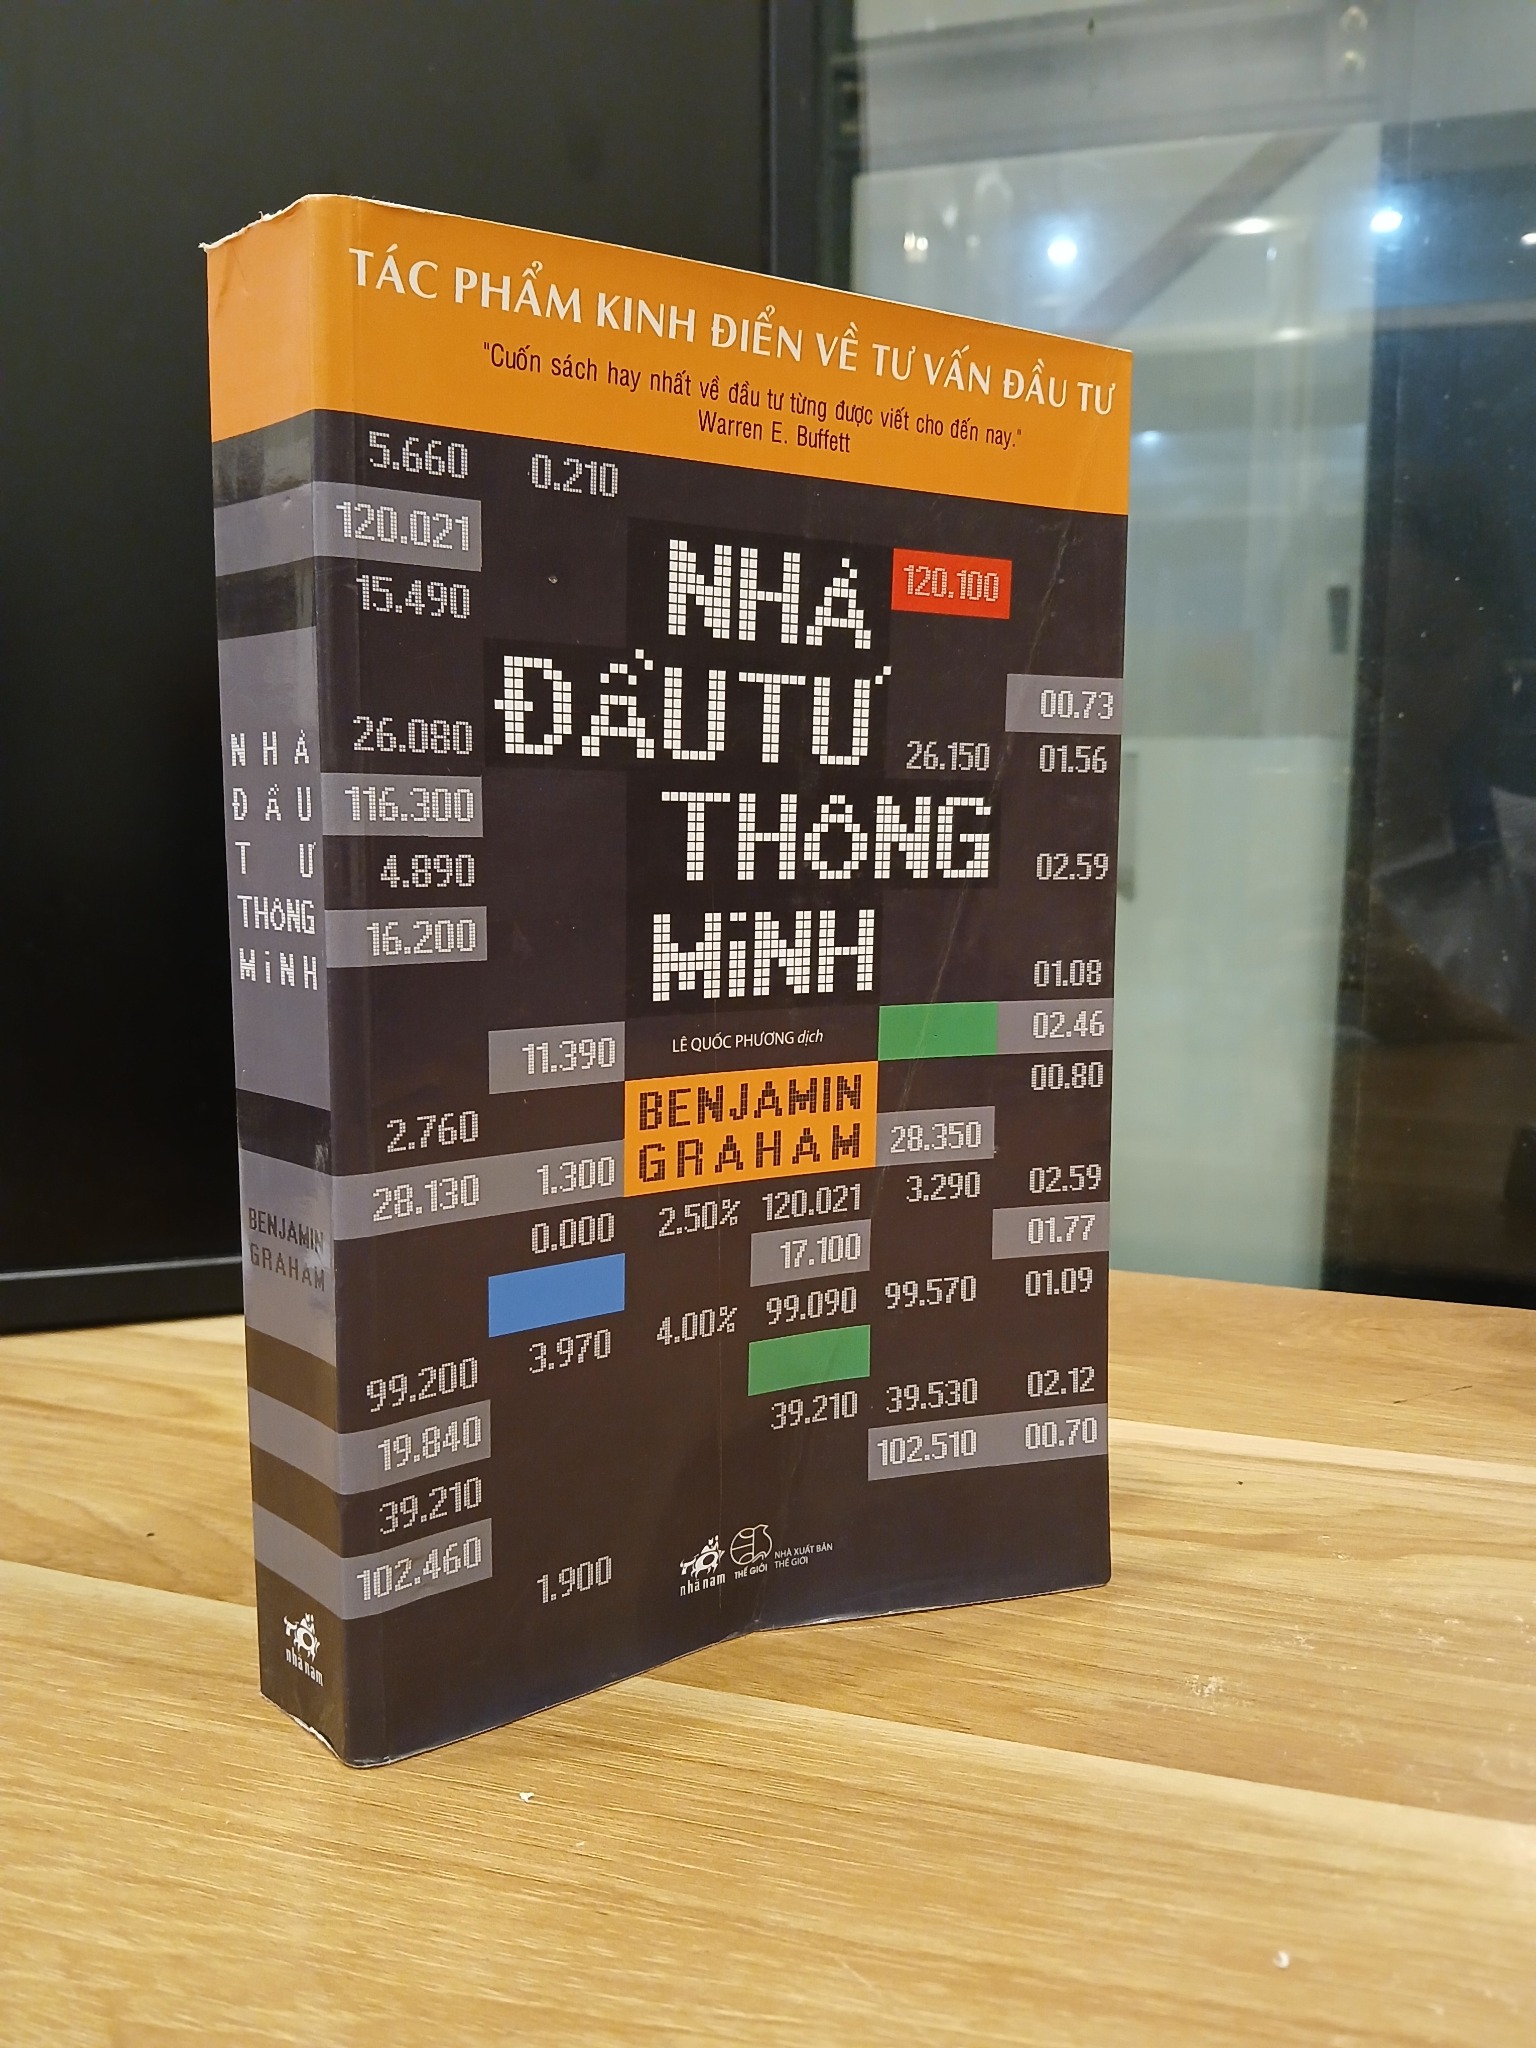 TÁC PHẨM KINH ĐIỂN VỀ TƯ VẤN ĐẦU TƯ
"Cuốn sách hay nhất về đầu tư từng được viết cho đến nay."
Warren E. Buffett
5.660 0.210
120.021
15.490
NHÀ 120.100
ĐẦU TƯ
00.73
26.080 26.150 01.56
THÔNG
116.300
4.890 02.59
16.200
MINH
01.08
02.46
LÊ QUỐC PHƯƠNG dịch
11.390
00.80
BENJAMIN
GRAHAM
2.760 28.350
28.130 1.300 3.290 02.59
0.000 2.50% 120.021 01.77
17.100
4.00% 99.090 99.570 01.09
3.970
99.200 39.210 39.530 02.12
19.840 102.510 00.70
39.210
102.460 1.900
nhã nam
THẾ GIỚI
NHÀ XUẤT BẢN
THẾ GIỚI
NHÀ
ĐẦU
TƯ
THÔNG
MINH
BENJAMIN
GRAHAM
nhã nam